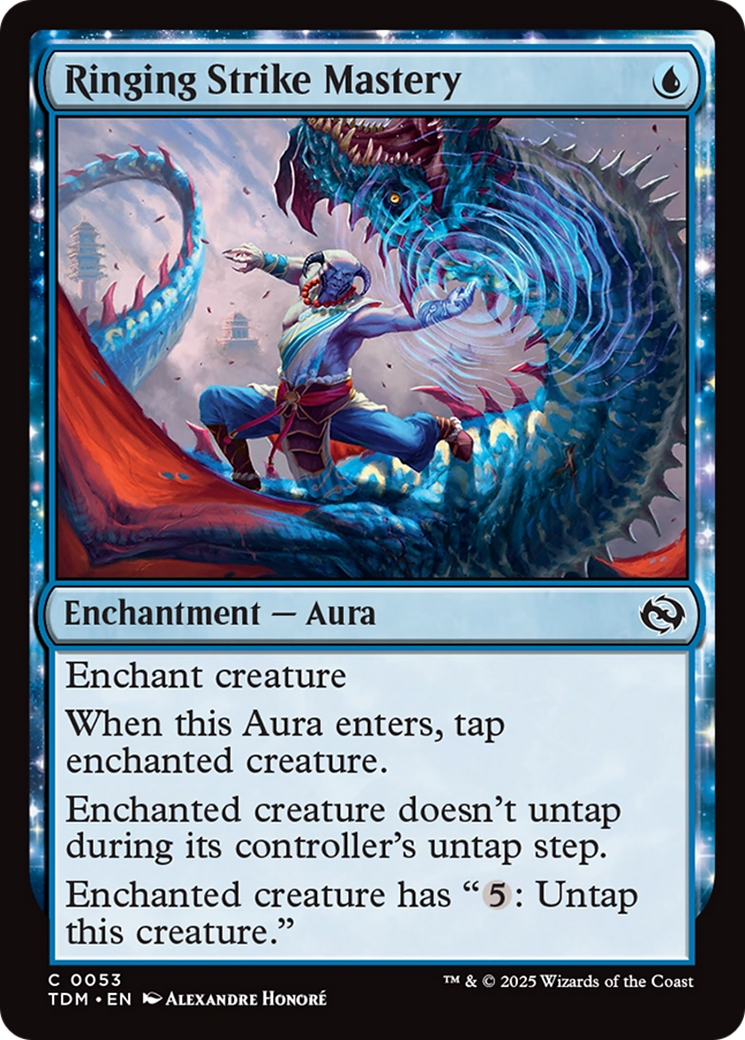 Ringing Strike Mastery
Enchantment — Aura
Enchant creature
When this Aura enters, tap
enchanted creature.
Enchanted creature doesn't untap
during its controller's untap step.
Enchanted creature has “5: Untap
this creature.”
C 0053
TDM • EN Alexandre Honoré
™ & © 2025 Wizards of the Coast